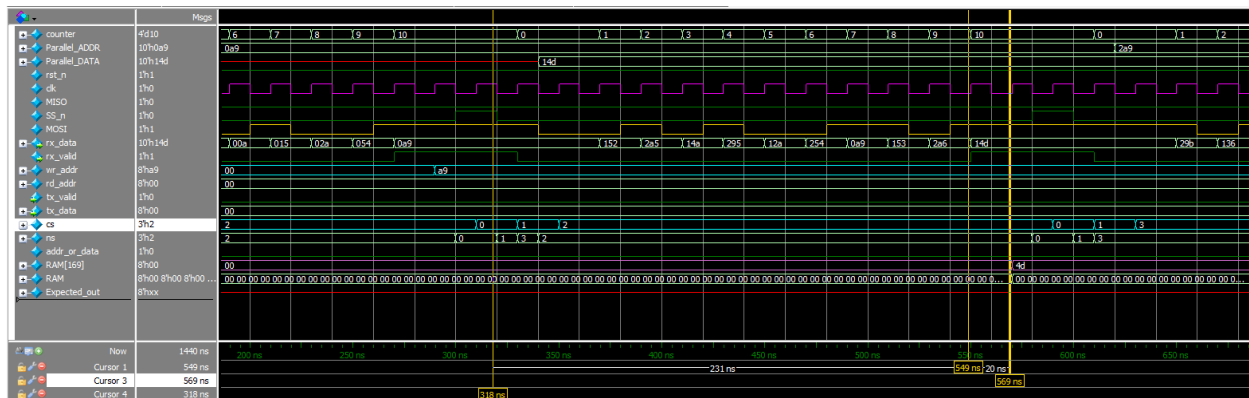 Msgs
counter 4'd10 6 7 8 9 10 0 1 2 3 4 5 6 7 8 9 10 0 1 2
Parallel_ADDR 10'h0a9 0a9 2a9
Parallel_DATA 10'h14d 14d
rst_n 1'h1
clk 1'h0
MISO 1'h0
SS_n 1'h0
MOSI 1'h1
rx_data 10'h14d 00a 015 02a 054 0a9 152 2a5 14a 295 12a 254 0a9 153 2a6 14d 29b 136
rx_valid 1'h1
wr_addr 8'ha9 00 a9
rd_addr 8'h00 00
tx_valid 1'h0
tx_data 8'h00 00
cs 3'h2 2 0 1 2 0 1 3
ns 3'h2 2 0 1 3 2 0 1 3
addr_or_data 1'h0
RAM[169] 8'h00 00 4d
RAM 8'h00 8'h00 8'h00 ...
Expected_out 8'hxx
Now 1440 ns 200 ns 250 ns 300 ns 350 ns 400 ns 450 ns 500 ns 550 ns 600 ns 650 ns
Cursor 1 549 ns 231 ns 549 ns 20 ns
Cursor 3 569 ns 569 ns
Cursor 4 318 ns 318 ns